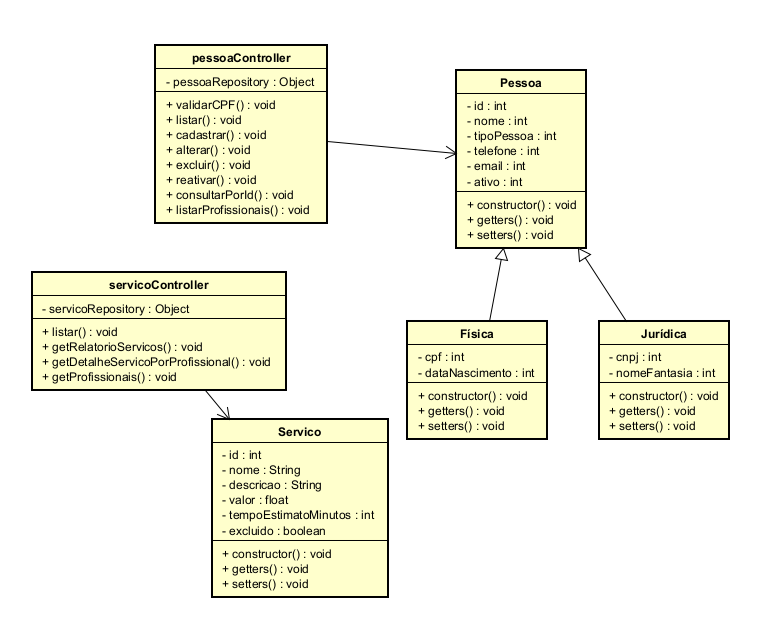 pessoaController
- pessoaRepository : Object
+ validarCPF() : void
+ listar() : void
+ cadastrar() : void
+ alterar() : void
+ excluir() : void
+ reativar() : void
+ consultarPorId() : void
+ listarProfissionais() : void
Pessoa
- id : int
- nome : int
- tipoPessoa : int
- telefone : int
- email : int
- ativo : int
+ constructor() : void
+ getters() : void
+ setters() : void
servicoController
- servicoRepository : Object
+ listar() : void
+ getRelatorioServicos() : void
+ getDetalheServicoPorProfissional() : void
+ getProfissionais() : void
Física
- cpf : int
- dataNascimento : int
+ constructor() : void
+ getters() : void
+ setters() : void
Jurídica
- cnpj : int
- nomeFantasia : int
+ constructor() : void
+ getters() : void
+ setters() : void
Servico
- id : int
- nome : String
- descricao : String
- valor : float
- tempoEstimatoMinutos : int
- excluido : boolean
+ constructor() : void
+ getters() : void
+ setters() : void